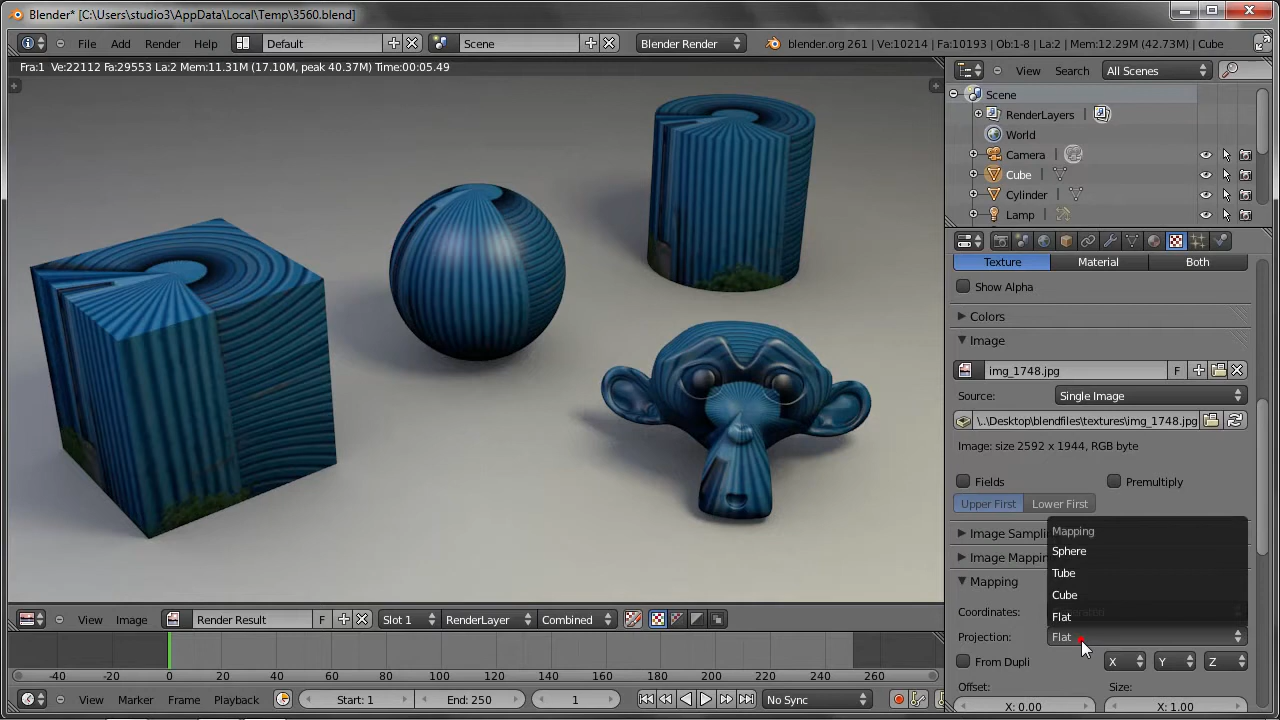 Blender* [C:\Users\studio3\AppData\Local\Temp\3560.blend]
File Add Render Help Default Scene Blender Render blender.org 261 | Ve:10214 | Fa:10193 | Ob:1-8 | La:2 | Mem:12.29M (42.73M) | Cube
Fra:1 Ve:22112 Fa:29553 La:2 Mem:11.31M (17.10M, peak 40.37M) Time:00:05.49
View Search All Scenes
Scene
RenderLayers |
World
Camera |
Cube |
Cylinder |
Lamp |
Texture Material Both
Show Alpha
Colors
Image
img_1748.jpg F
Source: Single Image
\..\Desktop\blendfiles\textures\img_1748.jpg
Image: size 2592 x 1944, RGB byte
Fields Premultiply
Upper First Lower First
Mapping
Image Sampli
Sphere
Image Mappin
Tube
Mapping
Cube
Coordinates:
Flat
Projection: Flat
From Dupli X Y Z
Offset: Size:
X: 0.00 X: 1.00
View Image Render Result F Slot 1 RenderLayer Combined
-40 -20 0 20 40 60 80 100 120 140 160 180 200 220 240 260
View Marker Frame Playback Start: 1 End: 250 1 No Sync